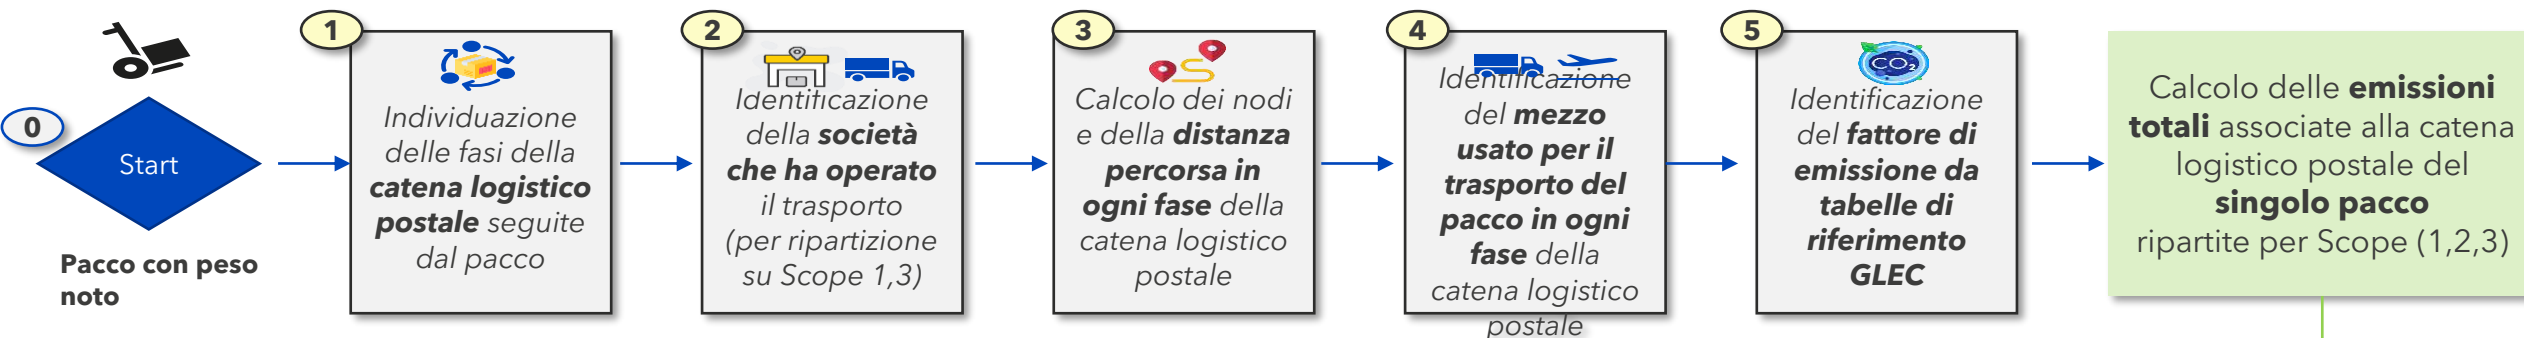 0
Start
Pacco con peso
noto
1
Individuazione
delle fasi della
catena logistico
postale seguite
dal pacco
2
Identificazione
della società
che ha operato
il trasporto
(per ripartizione
su Scope 1,3)
3
Calcolo dei nodi
e della distanza
percorsa in
ogni fase della
catena logistico
postale
4
Identificazione
del mezzo
usato per il
trasporto del
pacco in ogni
fase della
catena logistico
postale
5
CO2
Identificazione
del fattore di
emissione da
tabelle di
riferimento
GLEC
Calcolo delle emissioni
totali associate alla catena
logistico postale del
singolo pacco
ripartite per Scope (1,2,3)